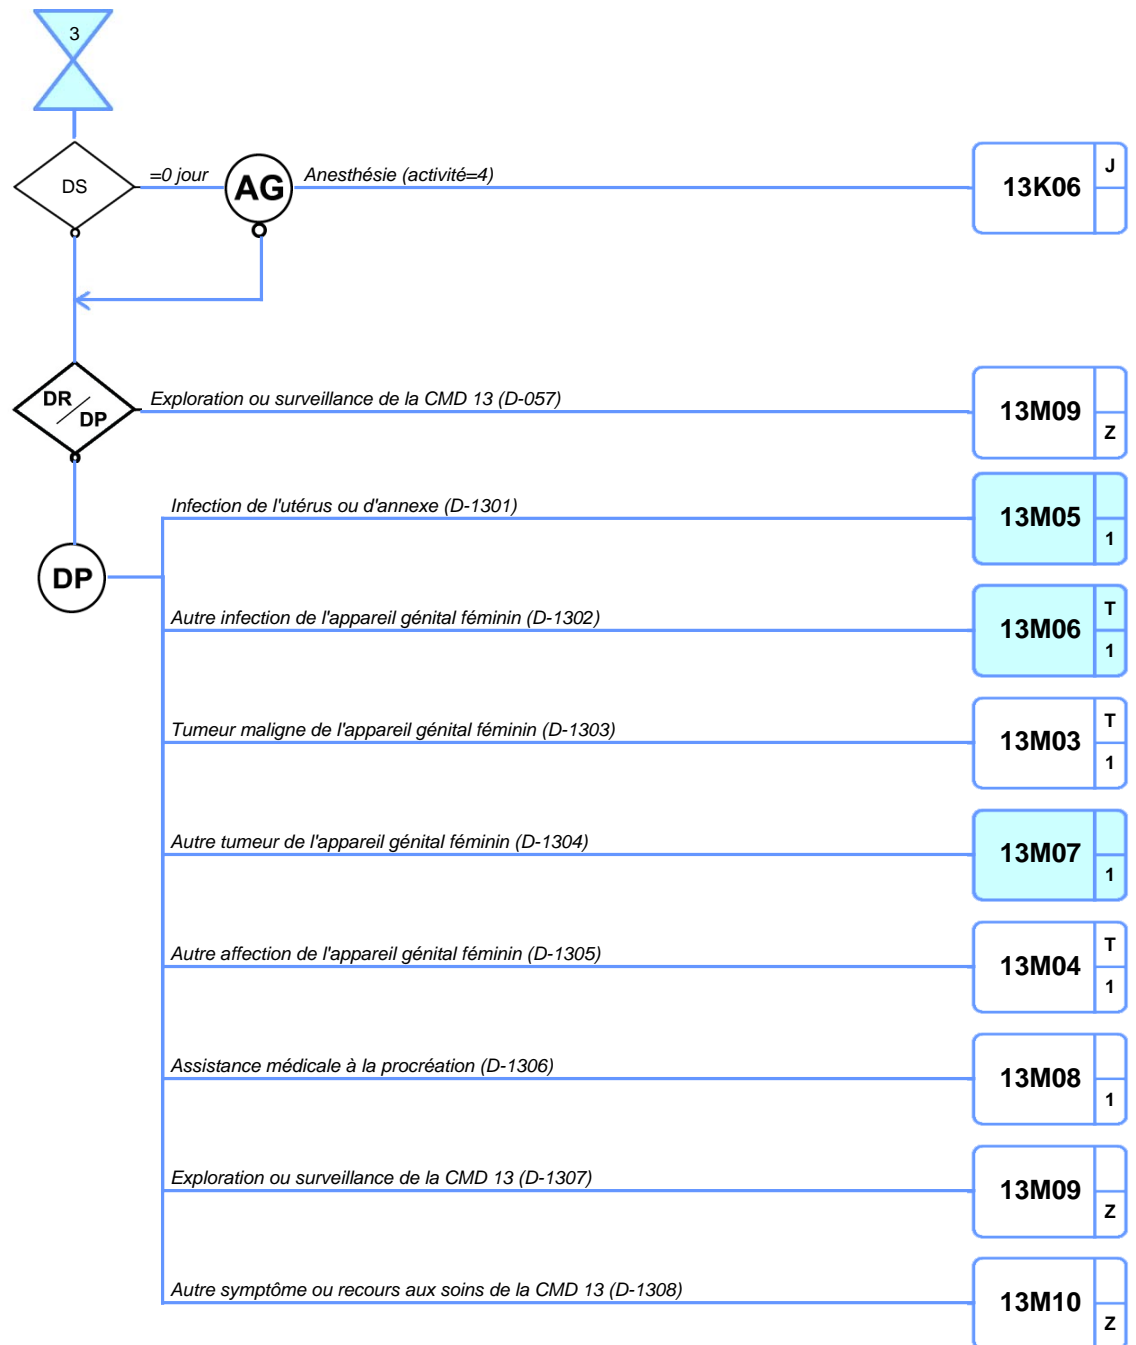 3
DS
=0 jour
AG
Anesthésie (activité=4)
13K06
J
DR
DP
Exploration ou surveillance de la CMD 13 (D-057)
13M09
Z
DP
Infection de l'utérus ou d'annexe (D-1301)
13M05
1
Autre infection de l'appareil génital féminin (D-1302)
13M06
T
1
Tumeur maligne de l'appareil génital féminin (D-1303)
13M03
T
1
Autre tumeur de l'appareil génital féminin (D-1304)
13M07
1
Autre affection de l'appareil génital féminin (D-1305)
13M04
T
1
Assistance médicale à la procréation (D-1306)
13M08
1
Exploration ou surveillance de la CMD 13 (D-1307)
13M09
Z
Autre symptôme ou recours aux soins de la CMD 13 (D-1308)
13M10
Z